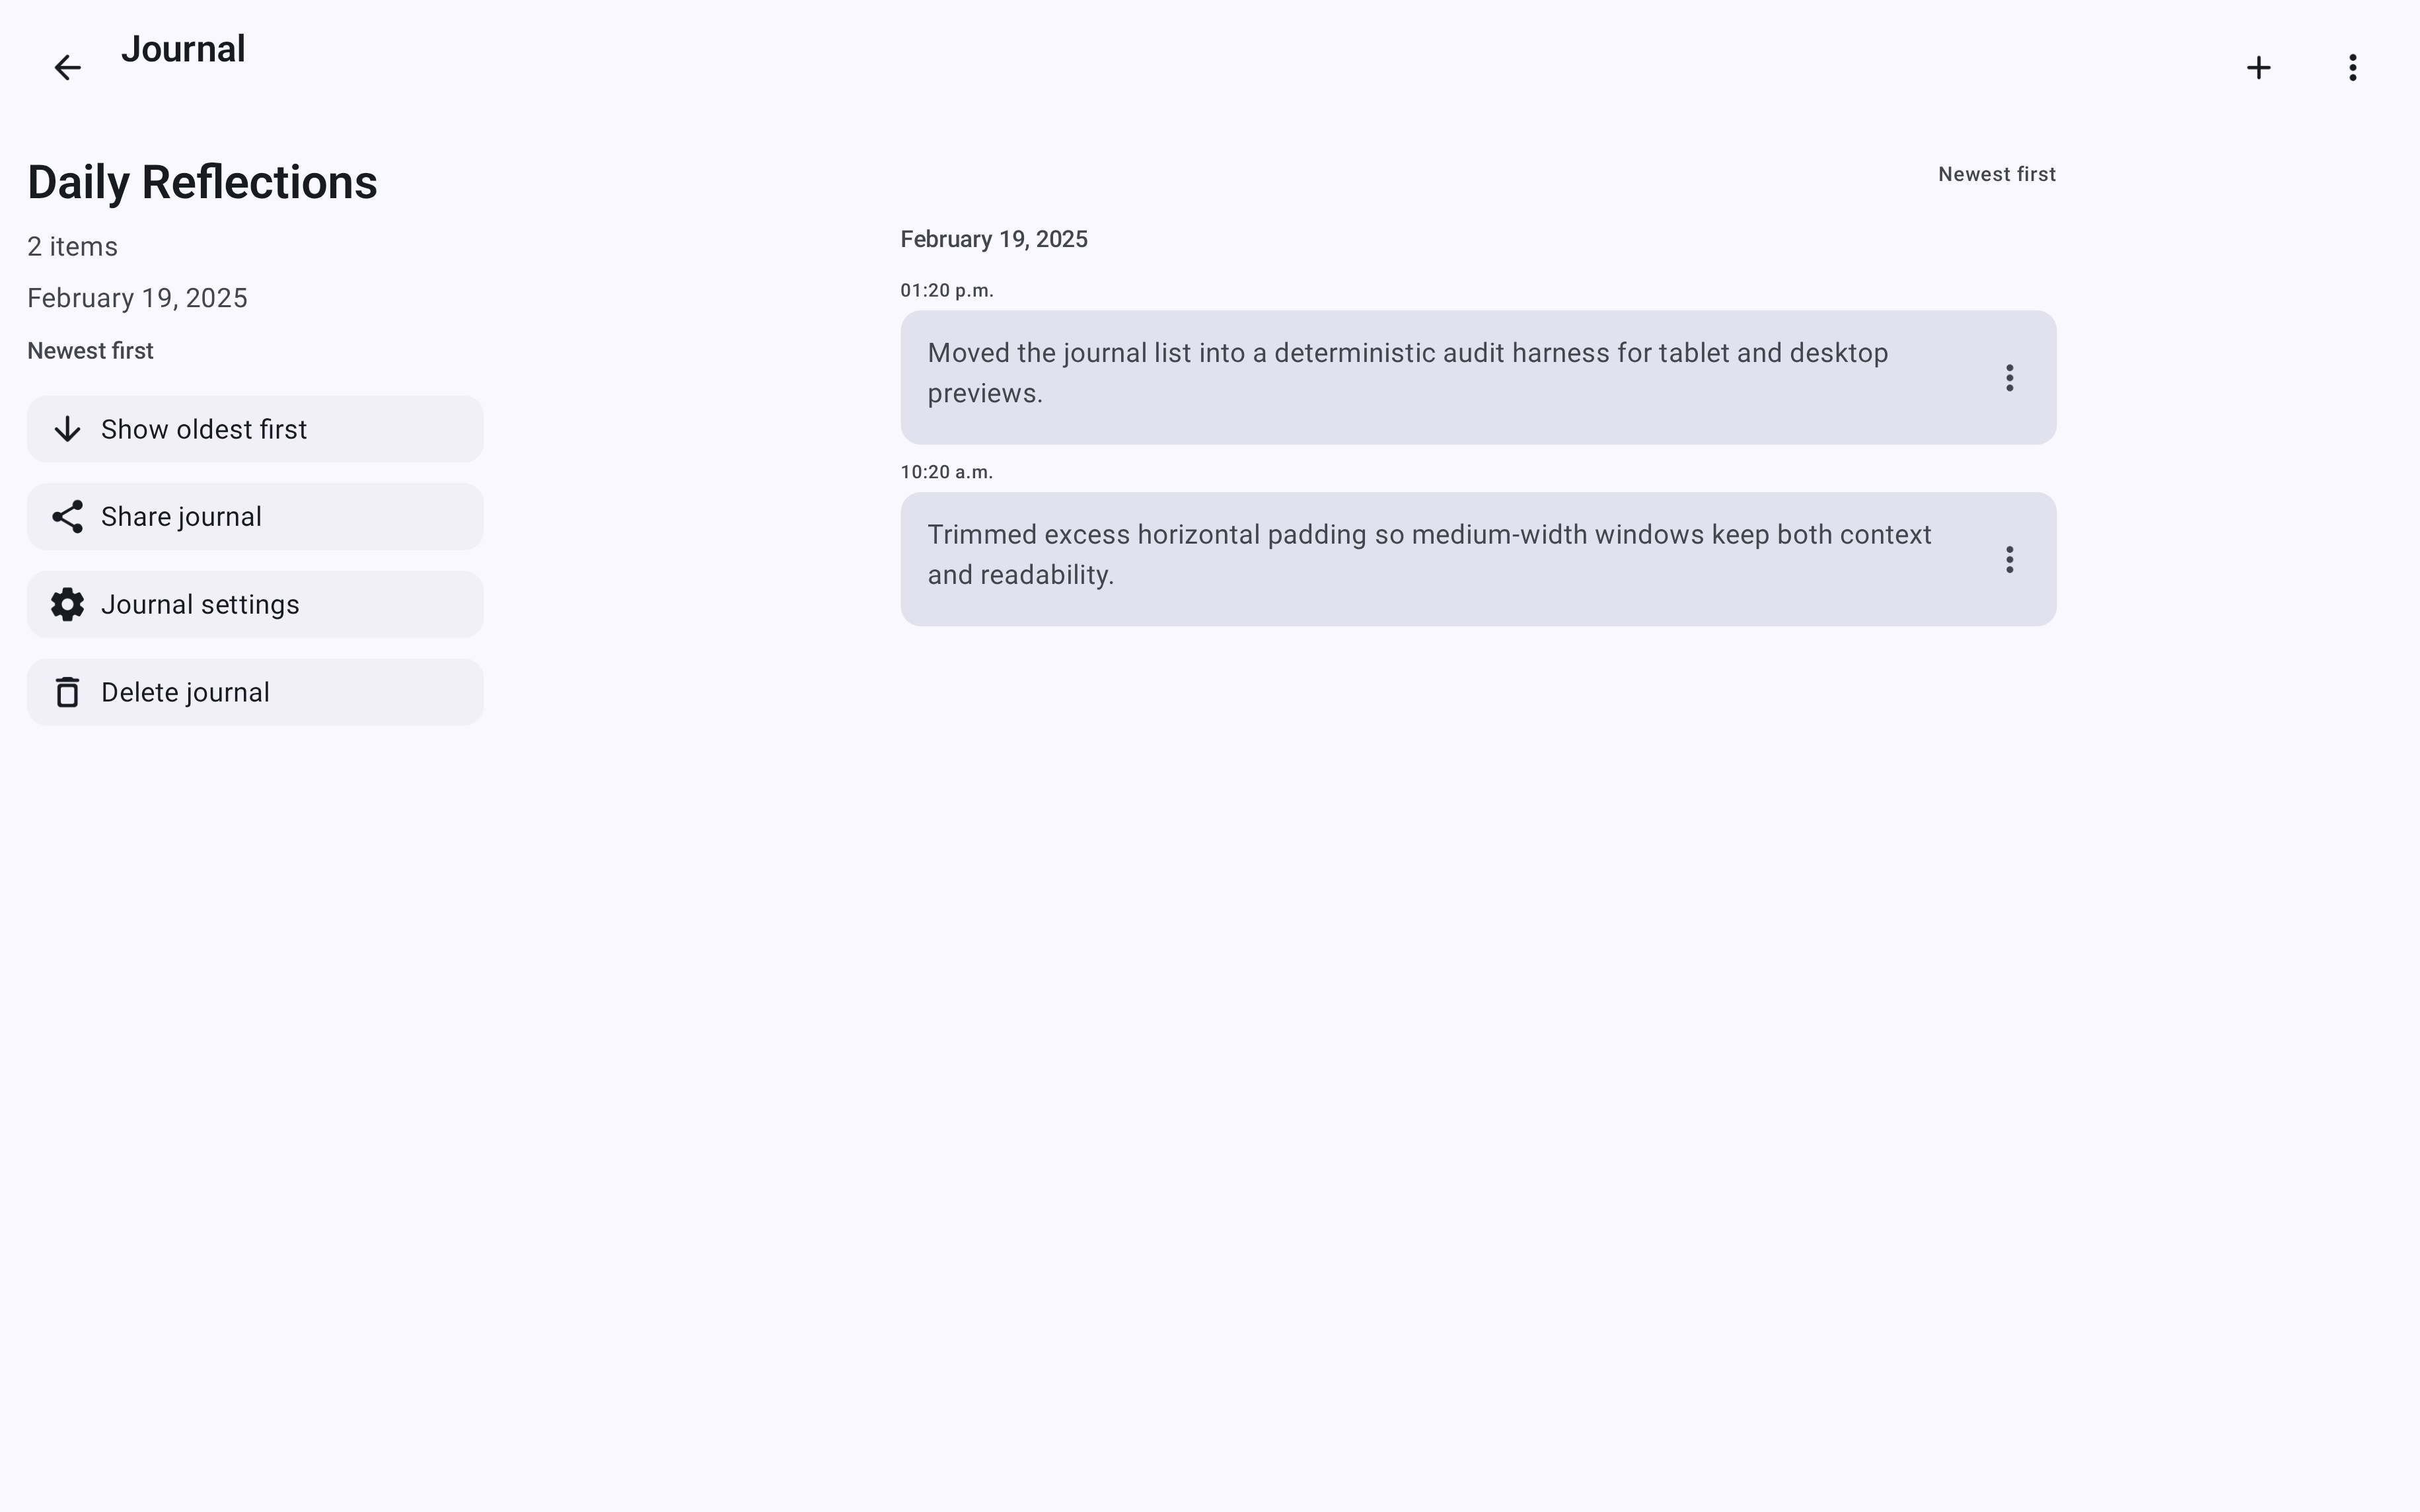 Journal
Daily Reflections
2 items
February 19, 2025
Newest first
Show oldest first
Share journal
Journal settings
Delete journal
Newest first
February 19, 2025
01:20 p.m.
Moved the journal list into a deterministic audit harness for tablet and desktop
previews.
10:20 a.m.
Trimmed excess horizontal padding so medium-width windows keep both context
and readability.